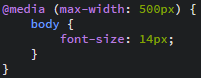 @media (max-width: 500px) {
    body {
        font-size: 14px;
    }
}